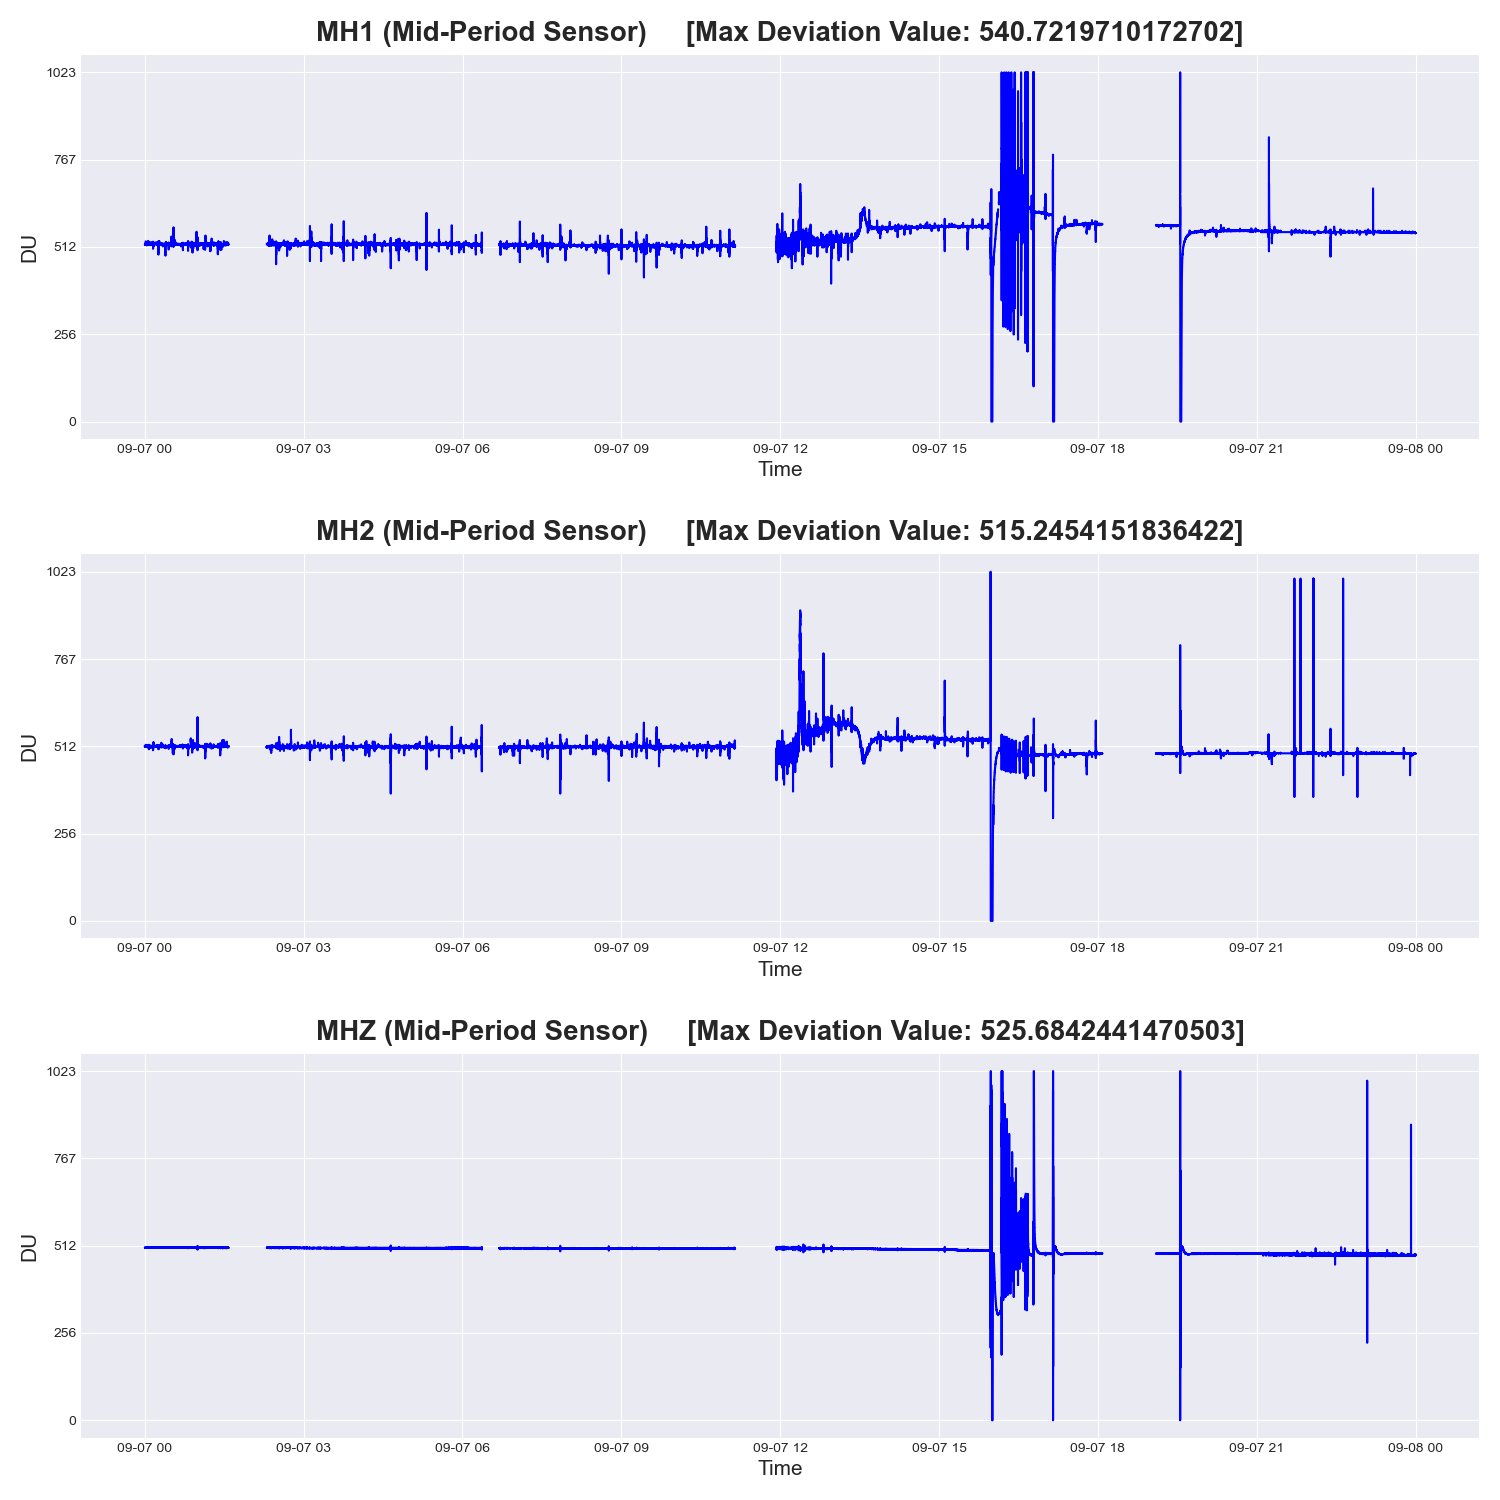 MH1 (Mid-Period Sensor) [Max Deviation Value: 540.7219710172702]
1023
767
512
256
0
DU
09-07 00 09-07 03 09-07 06 09-07 09 09-07 12 09-07 15 09-07 18 09-07 21 09-08 00
Time
MH2 (Mid-Period Sensor) [Max Deviation Value: 515.2454151836422]
1023
767
512
256
0
DU
09-07 00 09-07 03 09-07 06 09-07 09 09-07 12 09-07 15 09-07 18 09-07 21 09-08 00
Time
MHZ (Mid-Period Sensor) [Max Deviation Value: 525.6842441470503]
1023
767
512
256
0
DU
09-07 00 09-07 03 09-07 06 09-07 09 09-07 12 09-07 15 09-07 18 09-07 21 09-08 00
Time